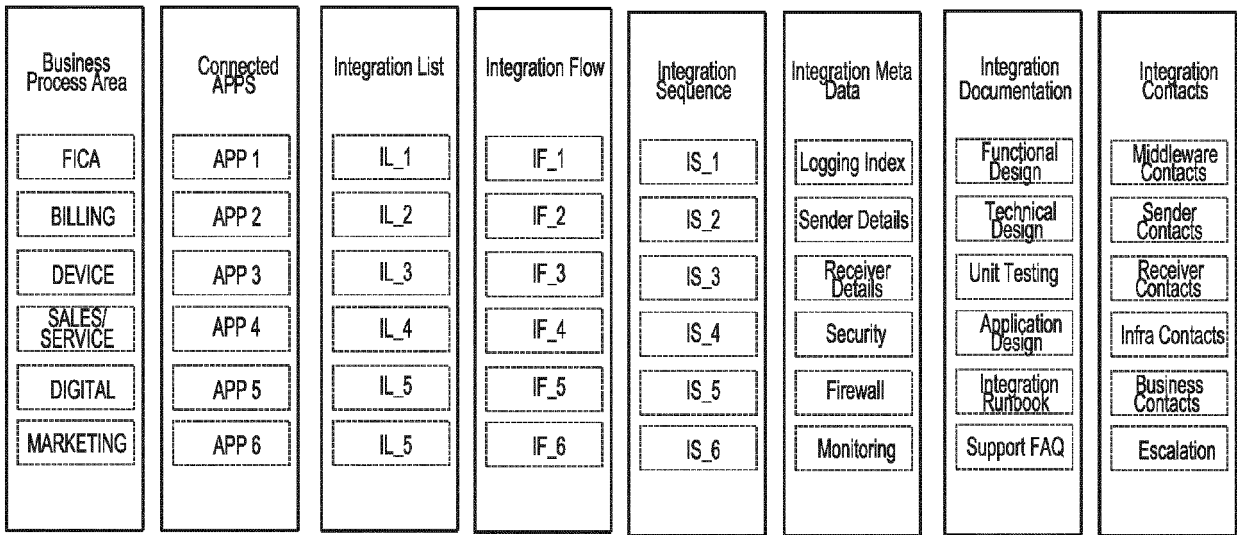 Business
Process Area
FICA
BILLING
DEVICE
SALES/
SERVICE
DIGITAL
MARKETING
Connected
APPS
APP 1
APP 2
APP 3
APP 4
APP 5
APP 6
Integration List
IL_1
IL_2
IL_3
IL_4
IL_5
IL_5
Integration Flow
IF_1
IF_2
IF_3
IF_4
IF_5
IF_6
Integration
Sequence
IS_1
IS_2
IS_3
IS_4
IS_5
IS_6
Integration Meta
Data
Logging Index
Sender Details
Receiver
Details
Security
Firewall
Monitoring
Integration
Documentation
Functional
Design
Technical
Design
Unit Testing
Application
Design
Integration
Runbook
Support FAQ
Integration
Contacts
Middleware
Contacts
Sender
Contacts
Receiver
Contacts
Infra Contacts
Business
Contacts
Escalation